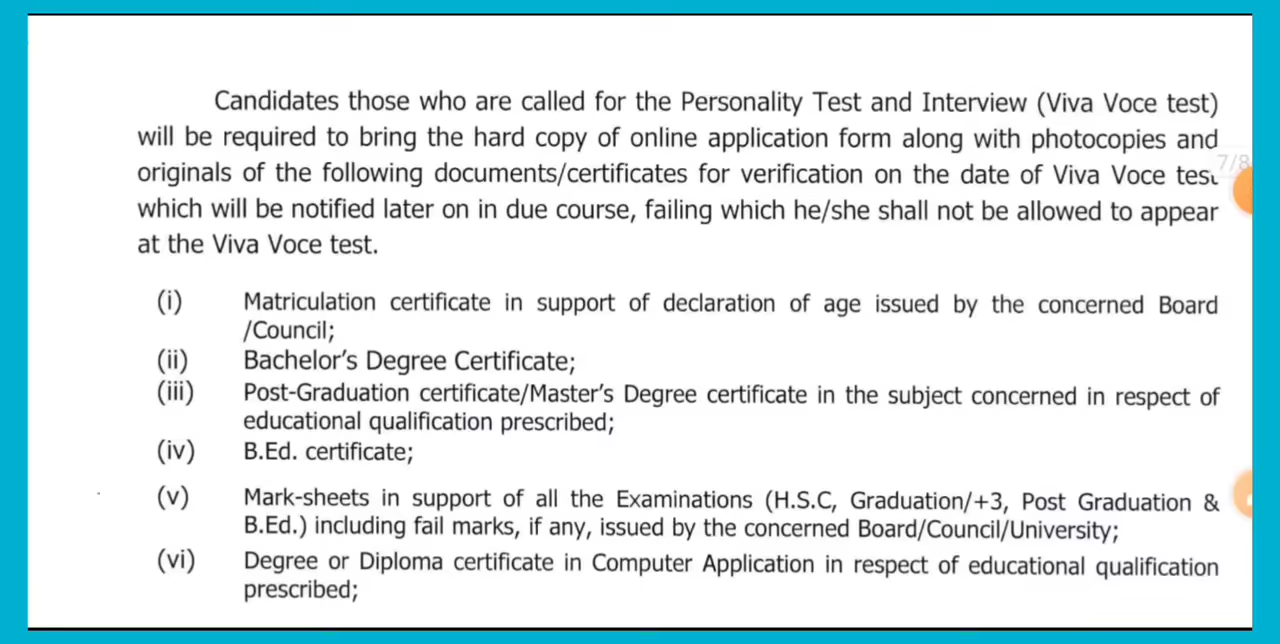 Candidates those who are called for the Personality Test and Interview (Viva Voce test)
will be required to bring the hard copy of online application form along with photocopies and
7/8
originals of the following documents/certificates for verification on the date of Viva Voce test
which will be notified later on in due course, failing which he/she shall not be allowed to appear
at the Viva Voce test.
(i) Matriculation certificate in support of declaration of age issued by the concerned Board
/Council;
(ii) Bachelor's Degree Certificate;
(iii) Post-Graduation certificate/Master's Degree certificate in the subject concerned in respect of
educational qualification prescribed;
(iv) B.Ed. certificate;
(v) Mark-sheets in support of all the Examinations (H.S.C, Graduation/+3, Post Graduation &
B.Ed.) including fail marks, if any, issued by the concerned Board/Council/University;
(vi) Degree or Diploma certificate in Computer Application in respect of educational qualification
prescribed;